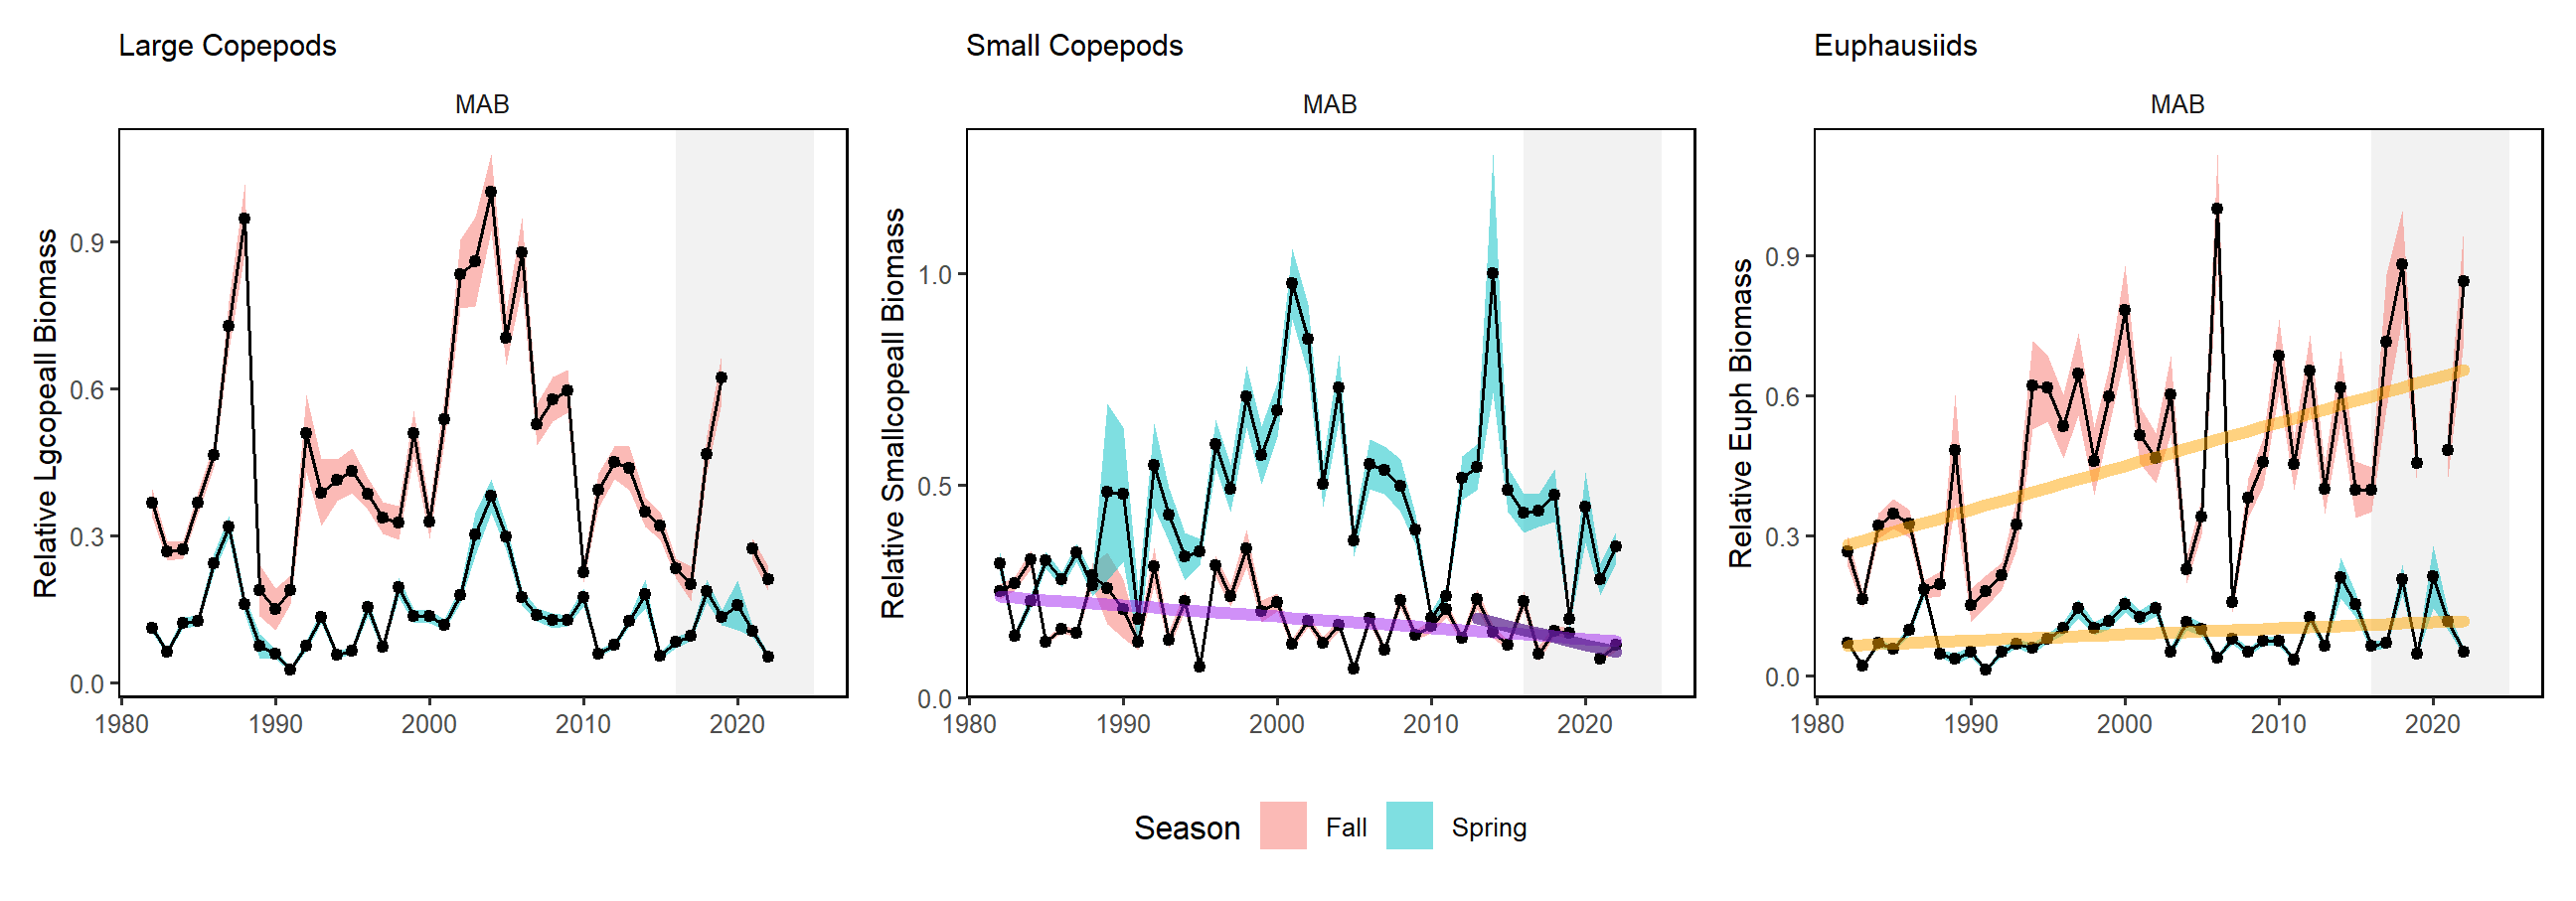 Large Copepods
MAB
Relative Lgcopeall Biomass
0.9
0.6
0.3
0.0
1980 1990 2000 2010 2020
Small Copepods
MAB
Relative Smallcopeall Biomass
1.0
0.5
0.0
1980 1990 2000 2010 2020
Euphausiids
MAB
Relative Euph Biomass
0.9
0.6
0.3
0.0
1980 1990 2000 2010 2020
Season Fall Spring